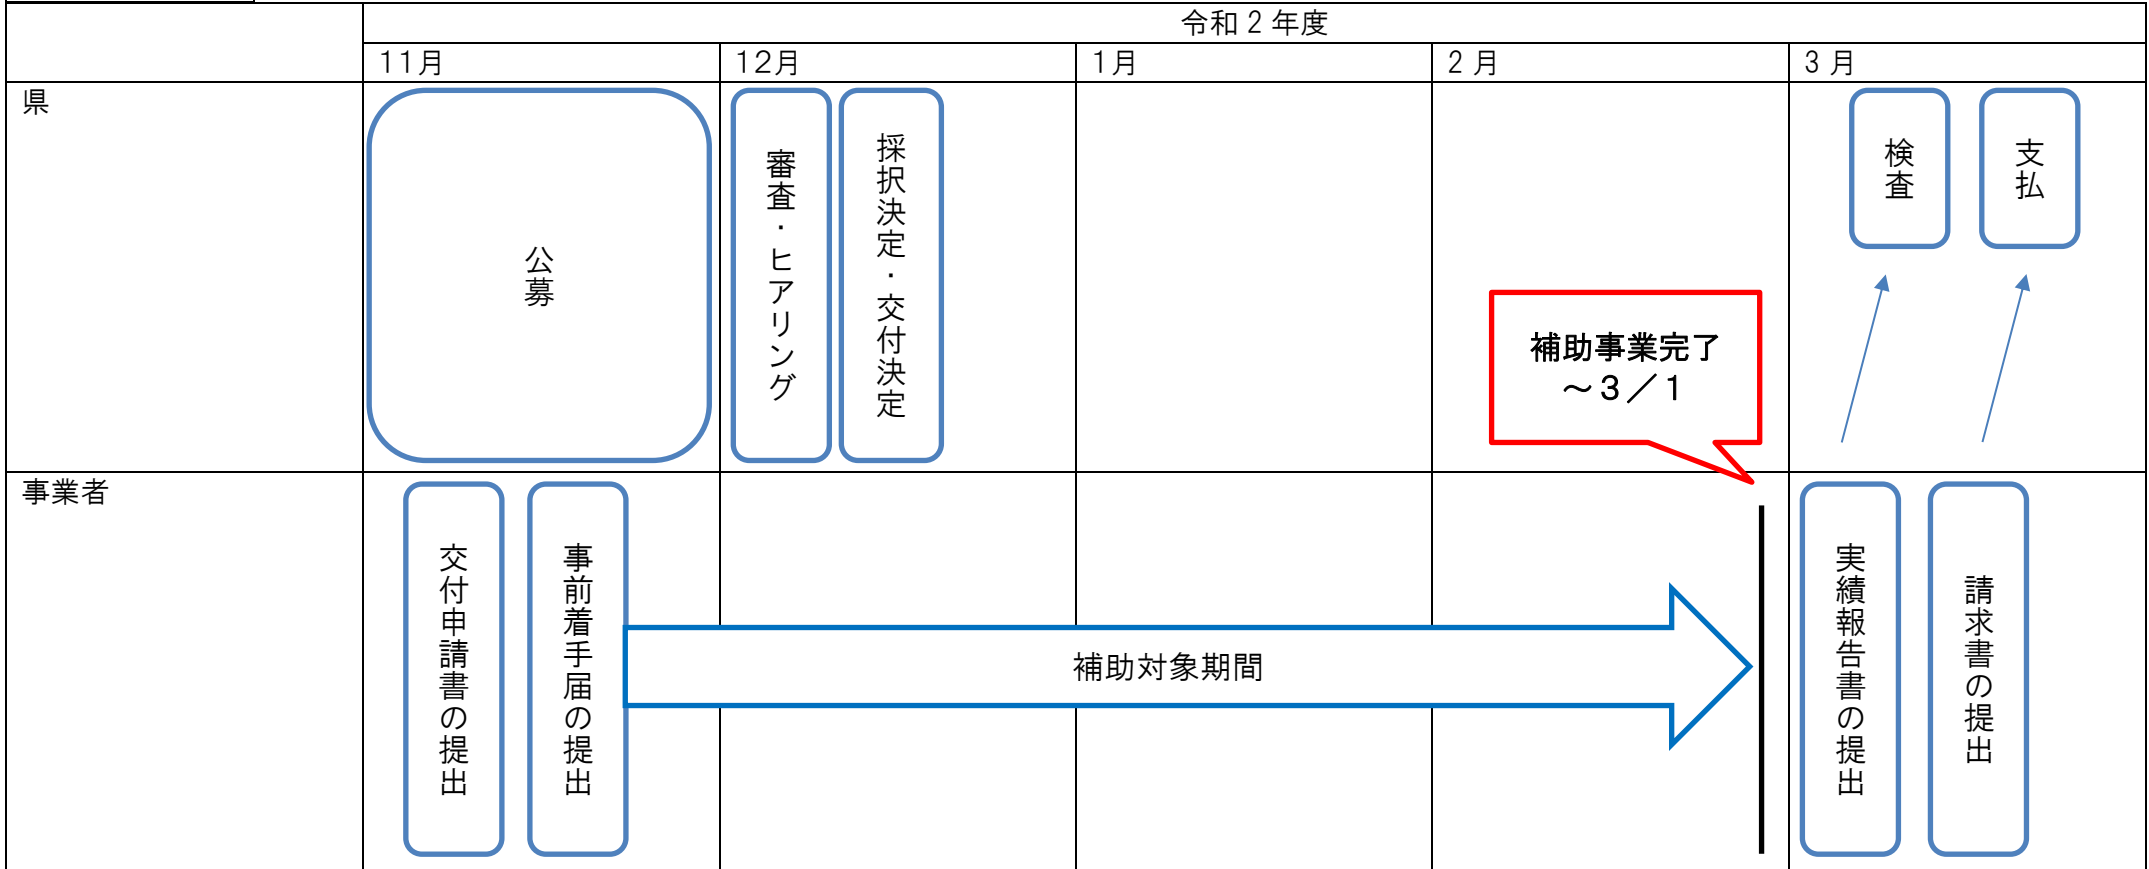 令和２年度
11月
12月
1月
2 月
3 月
県
公募
審査・ヒアリング
採択決定・交付決定
検査
支払
補助事業完了
～３／１
事業者
交付申請書の提出
事前着手届の提出
補助対象期間
実績報告書の提出
請求書の提出